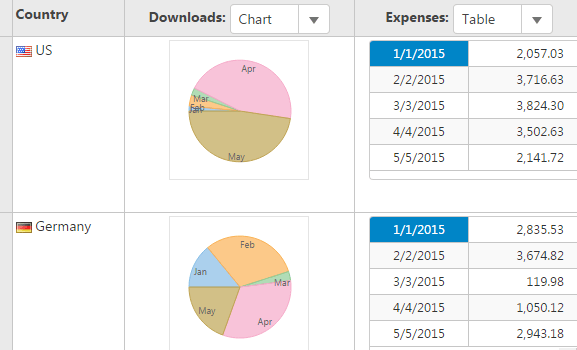 Country Downloads: Chart Expenses: Table
US
Apr
Mar
Feb
Jan
May
1/1/2015 2,057.03
2/2/2015 3,716.63
3/3/2015 3,824.30
4/4/2015 3,502.63
5/5/2015 2,141.72
Germany
Feb
Jan
Mar
May
Apr
1/1/2015 2,835.53
2/2/2015 3,674.82
3/3/2015 119.98
4/4/2015 1,050.12
5/5/2015 2,943.18